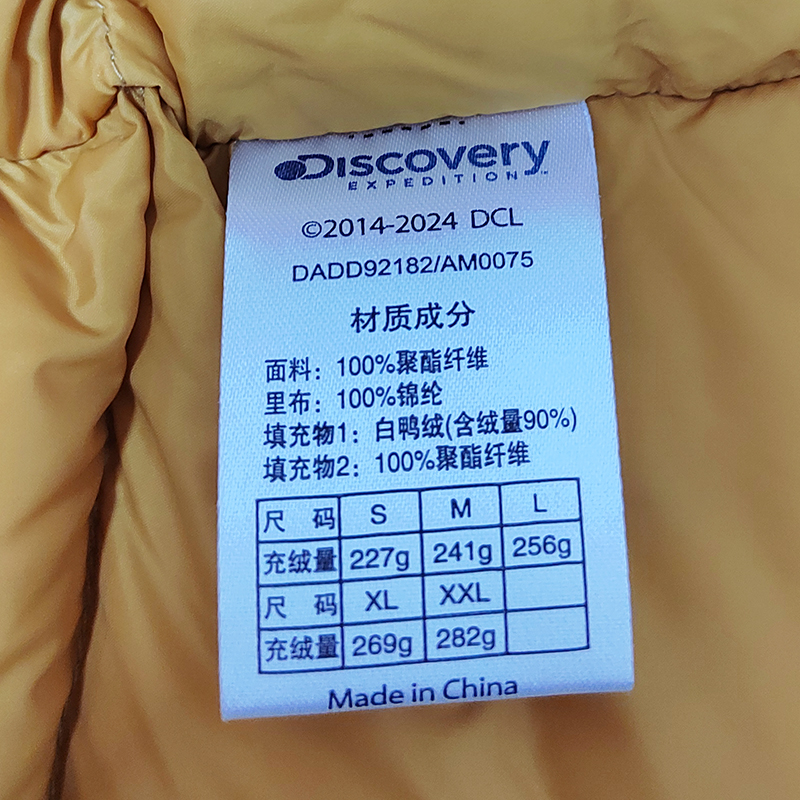 Discovery
EXPEDITION™
©2014-2024 DCL
DADD92182/AM0075
材质成分
面料：100%聚酯纤维
里布：100%锦纶
填充物1：白鸭绒(含绒量90%)
填充物2：100%聚酯纤维
尺 码 S M L
充绒量 227g 241g 256g
尺 码 XL XXL
充绒量 269g 282g
Made in China